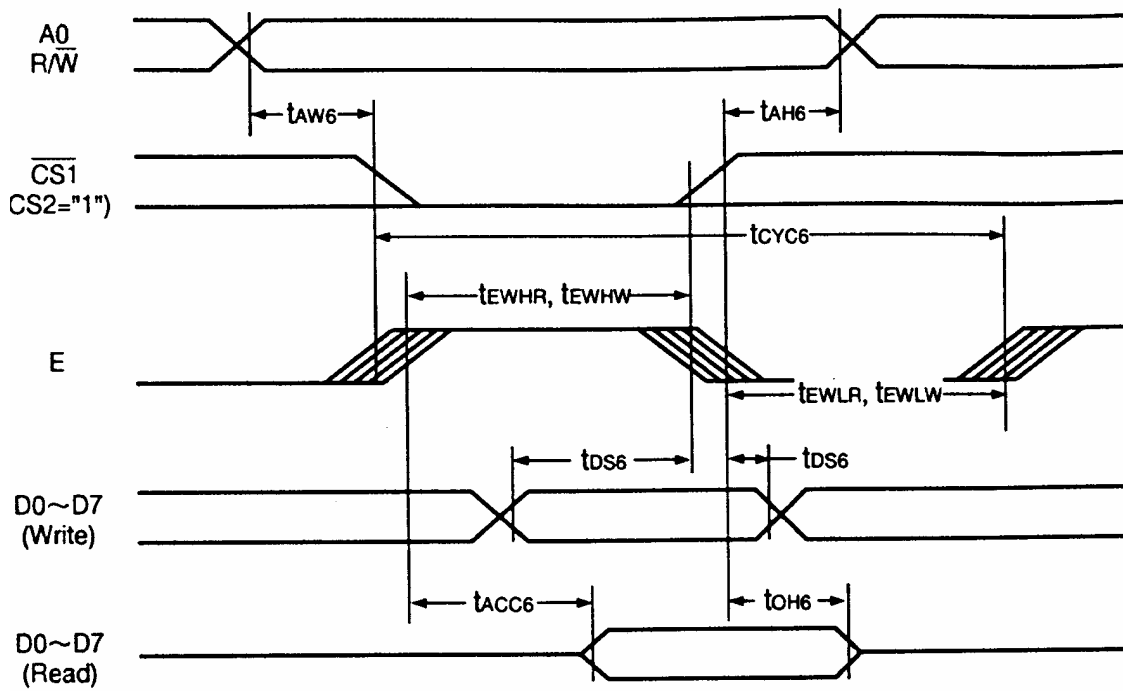 A0
R/W̅
tAW6
tAH6
C̅S̅1̅
CS2="1")
tCYC6
tEWHR, tEWHW
E
tEWLR, tEWLW
tDS6
tDS6
D0~D7
(Write)
tACC6
tOH6
D0~D7
(Read)